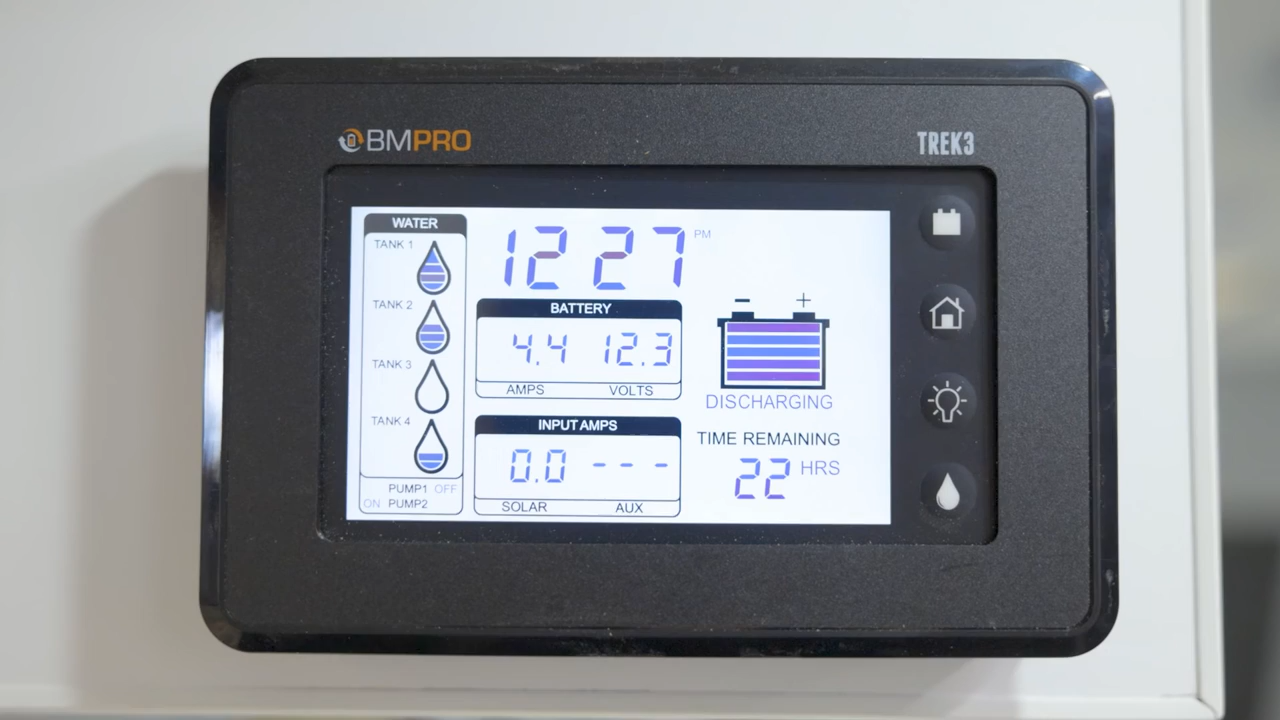 BMPRO
TREK3
WATER
TANK 1
TANK 2
TANK 3
TANK 4
PUMP1 OFF
ON PUMP2
12 27 PM
BATTERY
4.4 12.3
AMPS VOLTS
INPUT AMPS
0.0 ---
SOLAR AUX
- +
DISCHARGING
TIME REMAINING
22 HRS